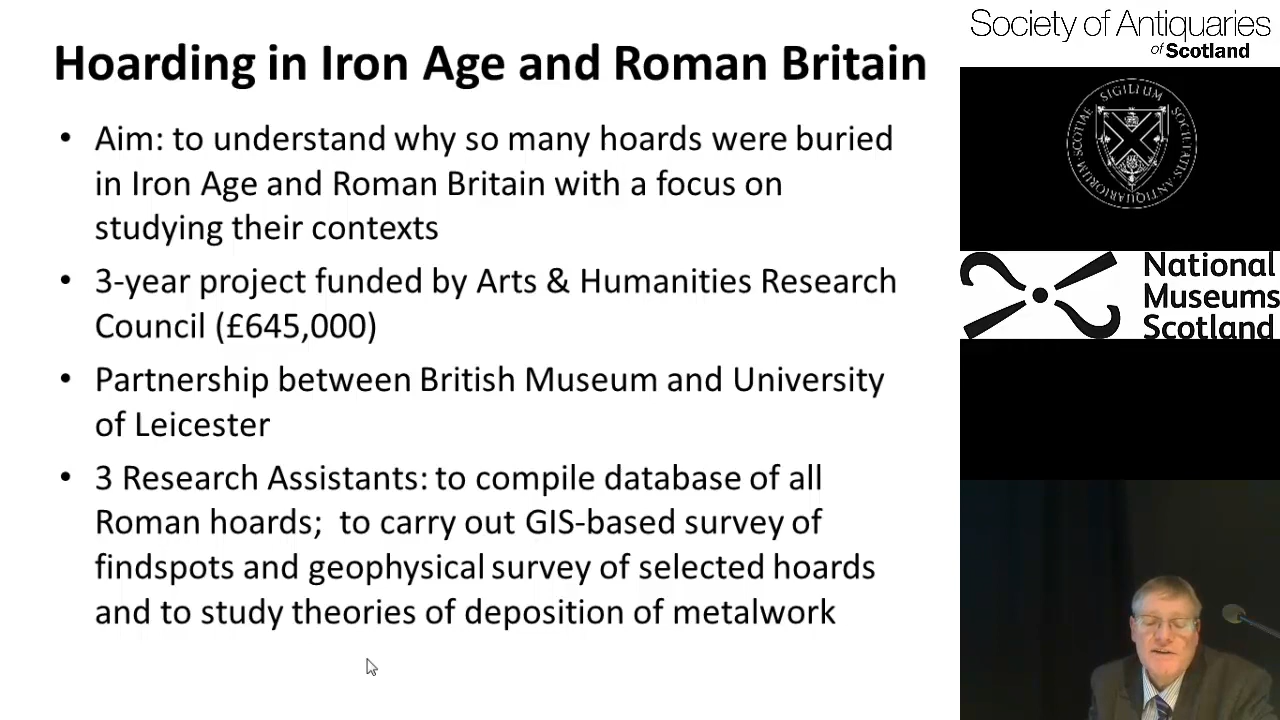 Hoarding in Iron Age and Roman Britain
• Aim: to understand why so many hoards were buried
in Iron Age and Roman Britain with a focus on
studying their contexts
• 3-year project funded by Arts & Humanities Research
Council (£645,000)
• Partnership between British Museum and University
of Leicester
• 3 Research Assistants: to compile database of all
Roman hoards; to carry out GIS-based survey of
findspots and geophysical survey of selected hoards
and to study theories of deposition of metalwork
Society of Antiquaries
of Scotland
SIGILLUM SOCIETATIS ANTIQUARIORUM SCOTIAE
National
Museums
Scotland